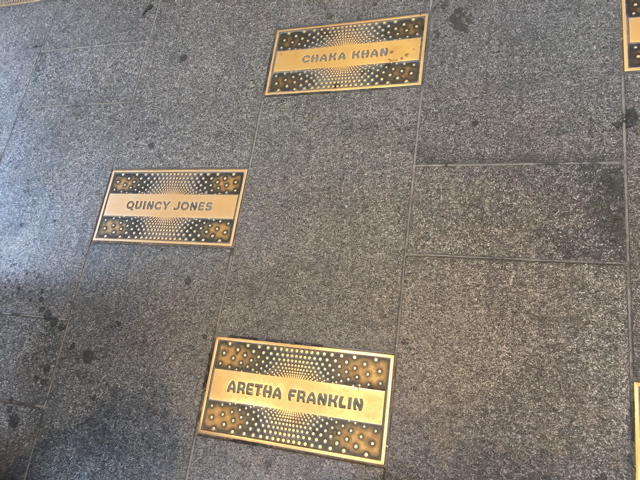 CHAKA KHAN
QUINCY JONES
ARETHA FRANKLIN